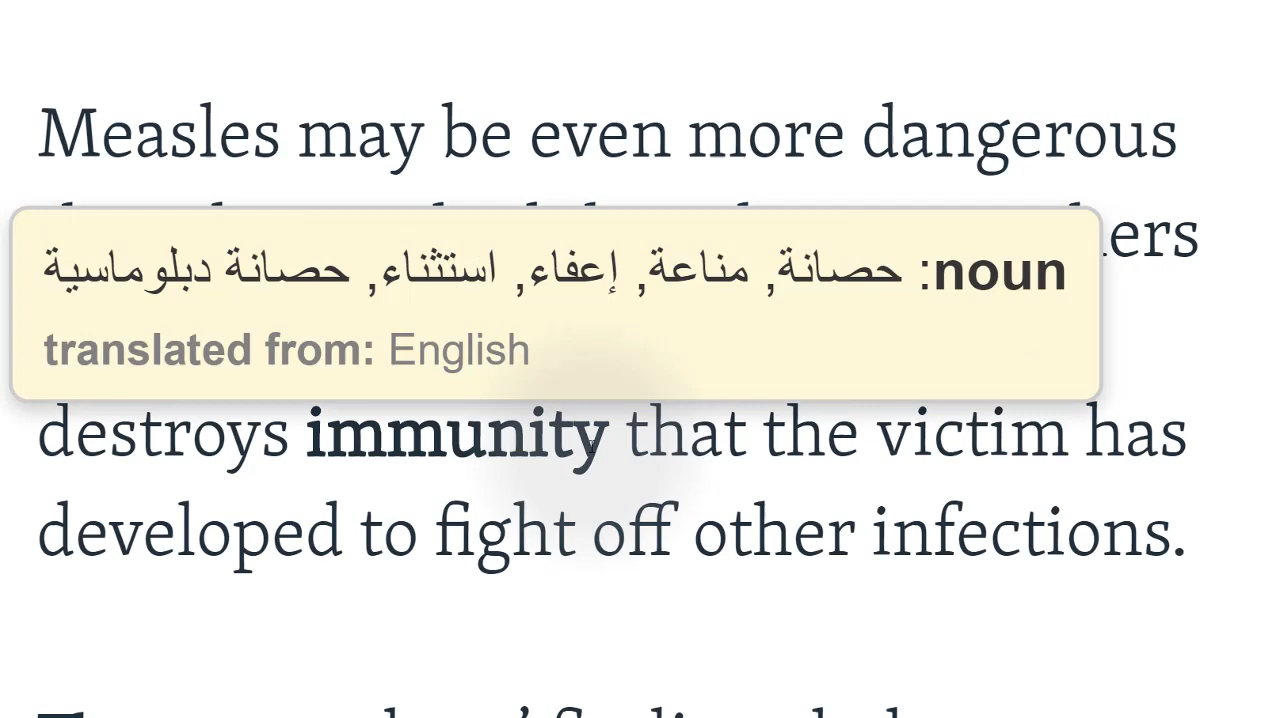 Measles may be even more dangerous
noun: حصانة, مناعة, إعفاء, استثناء, حصانة دبلوماسية
translated from: English
destroys immunity that the victim has
developed to fight off other infections.